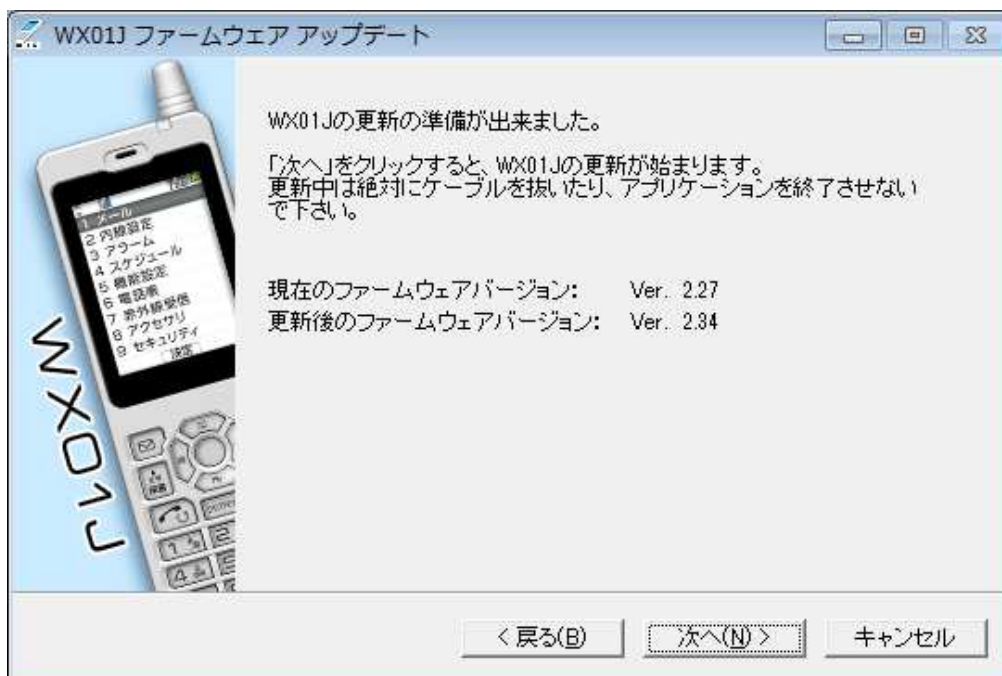 WX01J ファームウェア アップデート
WX01Jの更新の準備が出来ました。
「次へ」をクリックすると、WX01Jの更新が始まります。
更新中は絶対にケーブルを抜いたり、アプリケーションを終了させない
で下さい。
現在のファームウェアバージョン: Ver. 2.27
更新後のファームウェアバージョン: Ver. 2.34
1 メール
2 内線設定
3 アラーム
4 スケジュール
5 機能設定
6 電話帳
7 赤外線受信
8 アクセサリ
9 セキュリティ
決定
WX01J
< 戻る(B)
次へ(N) >
キャンセル